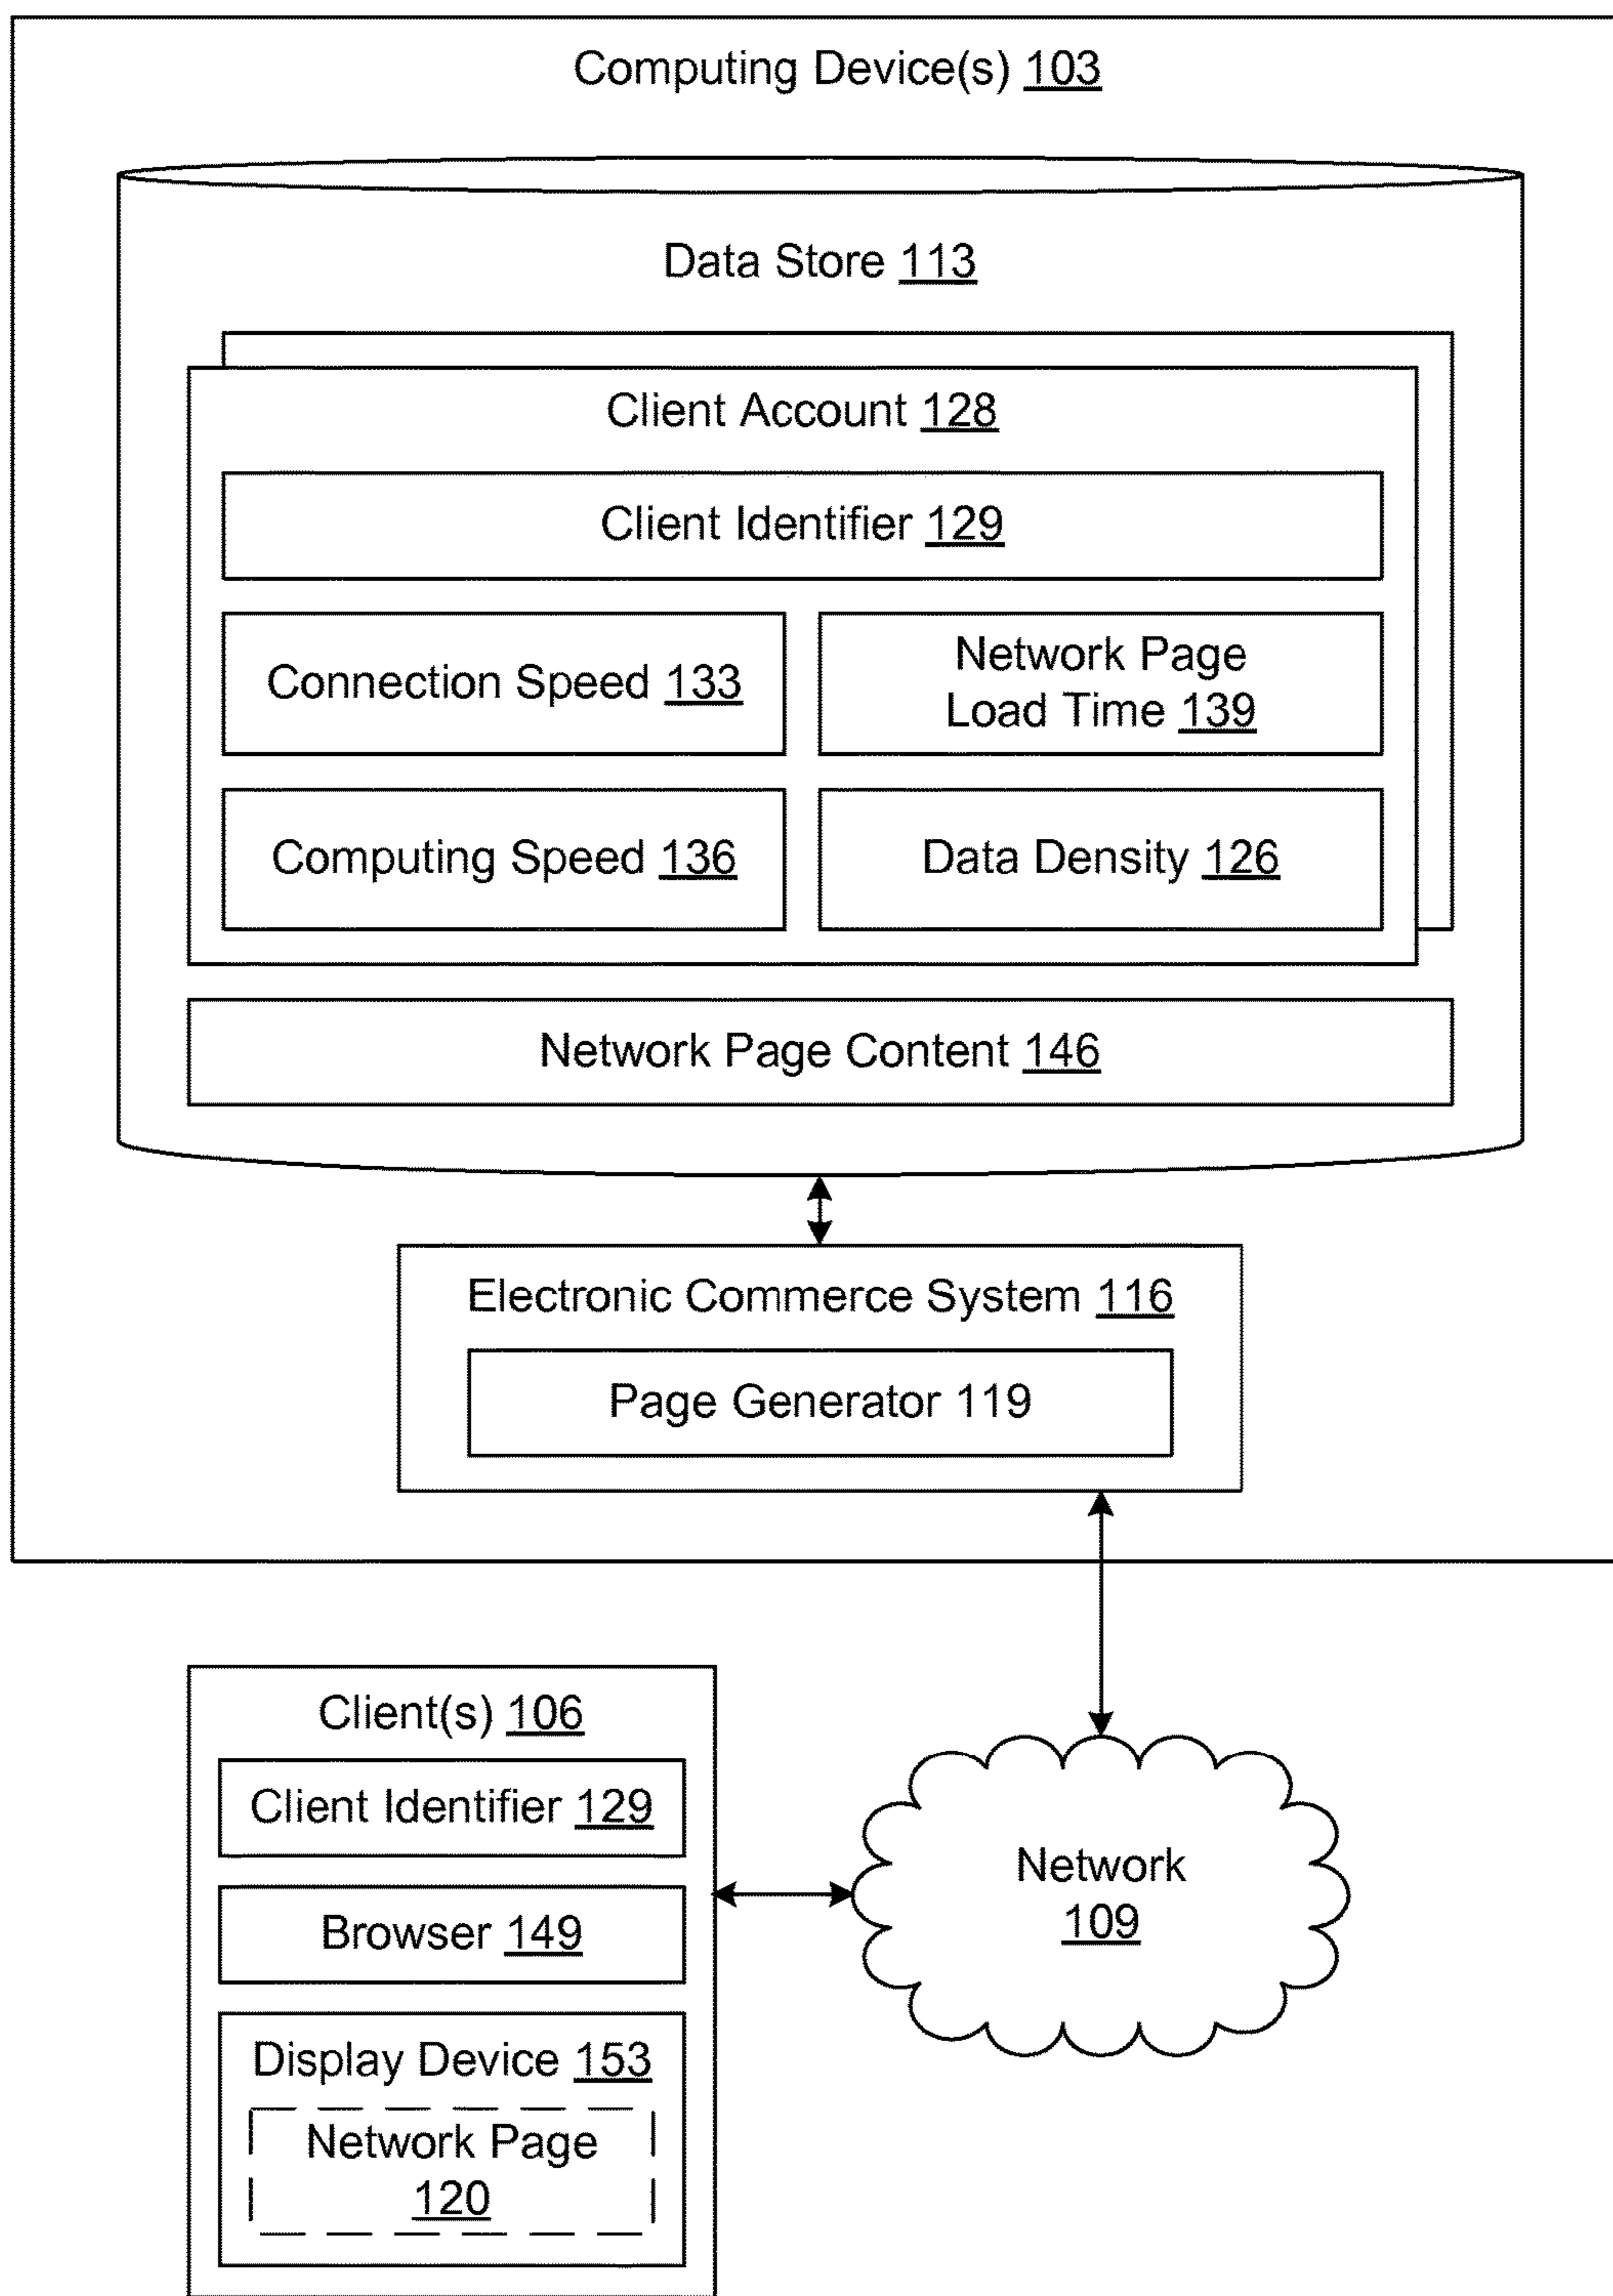 Computing Device(s) 103
Data Store 113
Client Account 128
Client Identifier 129
Connection Speed 133
Network Page
Load Time 139
Computing Speed 136
Data Density 126
Network Page Content 146
Electronic Commerce System 116
Page Generator 119
Client(s) 106
Client Identifier 129
Browser 149
Display Device 153
Network Page
120
Network
109